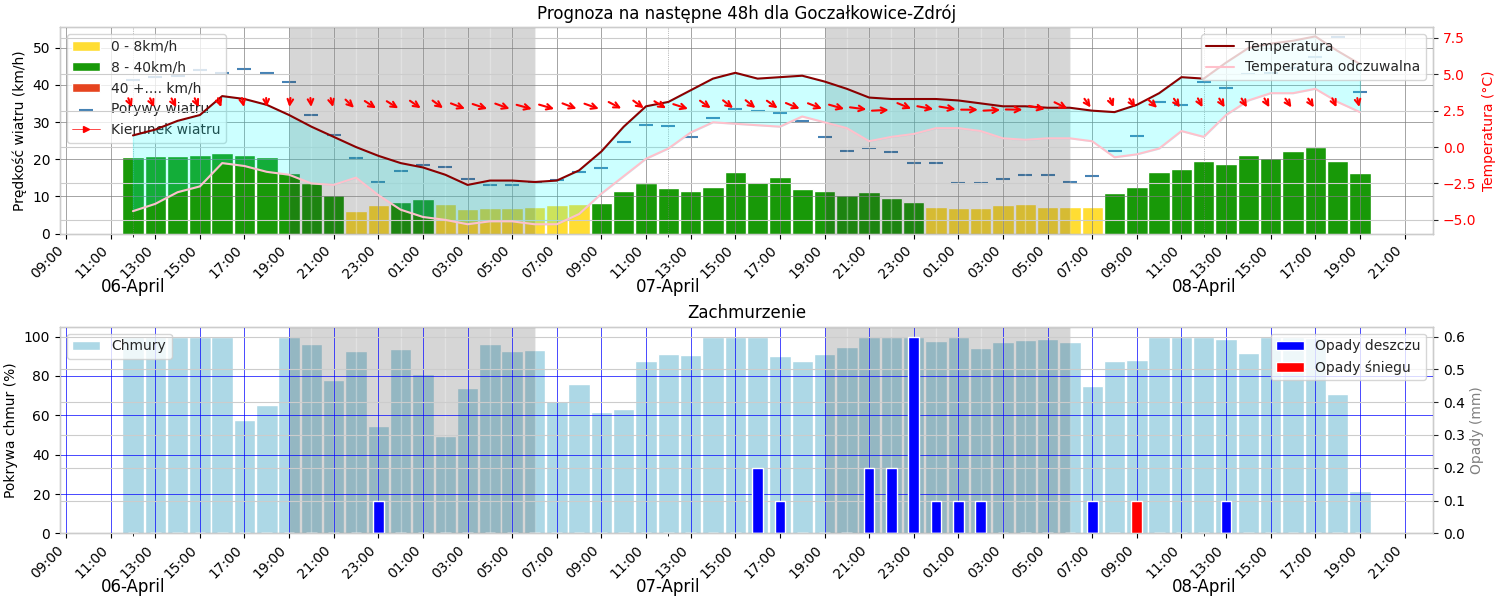 Prognoza na następne 48h dla Goczałkowice-Zdrój
Prędkość wiatru (km/h)
50
40
30
20
10
0
0 - 8km/h
8 - 40km/h
40 +.... km/h
Porywy wiatru
Kierunek wiatru
Temperatura
Temperatura odczuwalna
7.5
5.0
2.5
0.0
−2.5
−5.0
Temperatura (°C)
09:00 11:00 13:00 15:00 17:00 19:00 21:00 23:00 01:00 03:00 05:00 07:00 09:00 11:00 13:00 15:00 17:00 19:00 21:00 23:00 01:00 03:00 05:00 07:00 09:00 11:00 13:00 15:00 17:00 19:00 21:00
06-April 07-April 08-April
Zachmurzenie
Pokrywa chmur (%)
100
80
60
40
20
0
Chmury
Opady deszczu
Opady śniegu
0.6
0.5
0.4
0.3
0.2
0.1
0.0
Opady (mm)
09:00 11:00 13:00 15:00 17:00 19:00 21:00 23:00 01:00 03:00 05:00 07:00 09:00 11:00 13:00 15:00 17:00 19:00 21:00 23:00 01:00 03:00 05:00 07:00 09:00 11:00 13:00 15:00 17:00 19:00 21:00
06-April 07-April 08-April